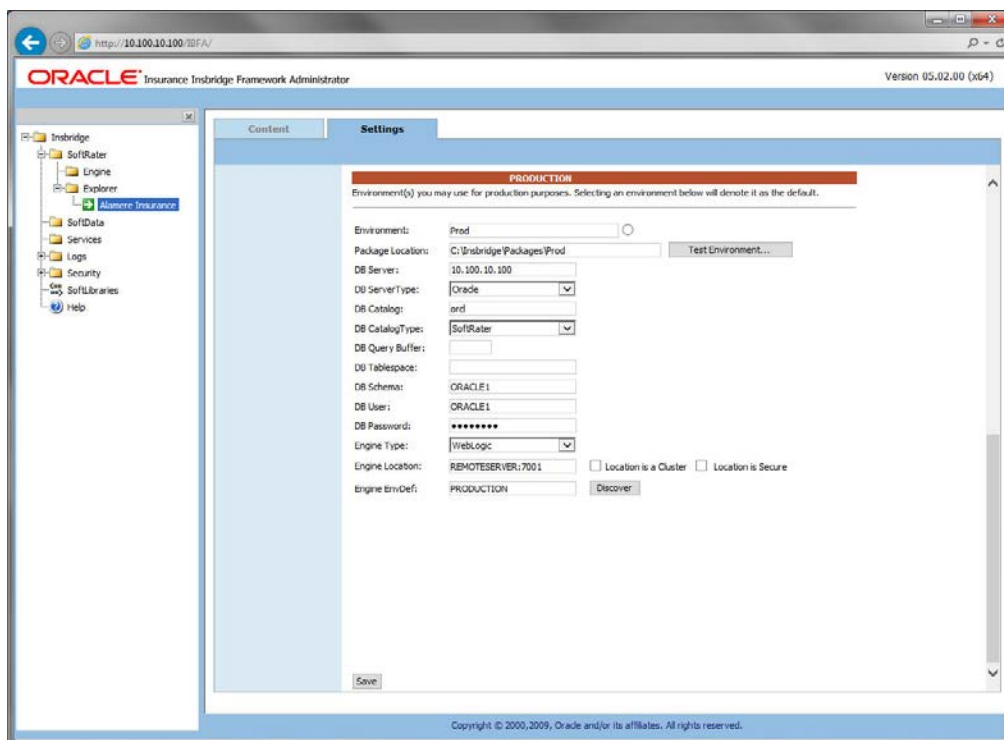 http://10.100.10.100/IBFA/
ORACLE Insurance Insbridge Framework Administrator
Version 05.02.00 (x64)
Insbridge
SoftRater
Engine
Explorer
Alamere Insurance
SoftData
Services
Logs
Security
SoftLibraries
Help
Content
Settings
PRODUCTION
Environment(s) you may use for production purposes. Selecting an environment below will denote it as the default.
Environment: Prod
Package Location: C:\Insbridge\Packages\Prod Test Environment...
DB Server: 10.100.10.100
DB ServerType: Oracle
DB Catalog: orcl
DB CatalogType: SoftRater
DB Query Buffer:
DB Tablespace:
DB Schema: ORACLE1
DB User: ORACLE1
DB Password: ••••••••
Engine Type: WebLogic
Engine Location: REMOTESERVER:7001 Location is a Cluster Location is Secure
Engine EnvDef: PRODUCTION Discover
Save
Copyright © 2000,2009, Oracle and/or its affiliates. All rights reserved.